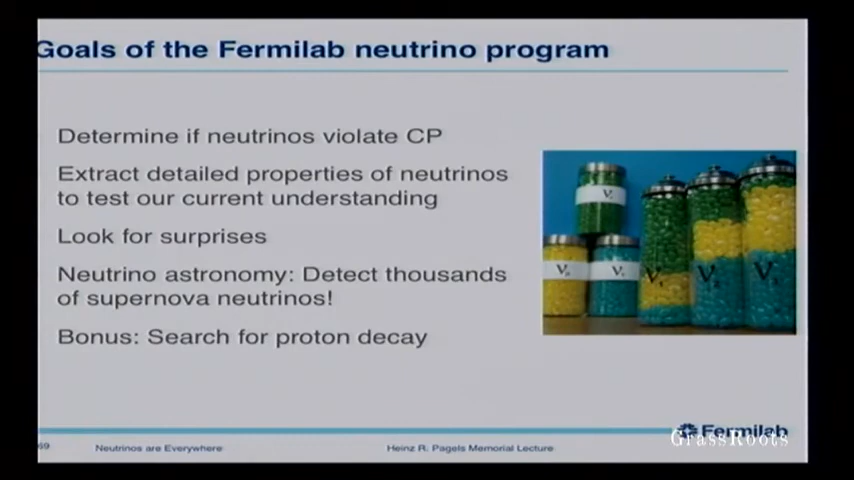 Goals of the Fermilab neutrino program
Determine if neutrinos violate CP
Extract detailed properties of neutrinos
to test our current understanding
Look for surprises
Neutrino astronomy: Detect thousands
of supernova neutrinos!
Bonus: Search for proton decay
69
Neutrinos are Everywhere
Heinz R. Pagels Memorial Lecture
Fermilab
GrassRoots